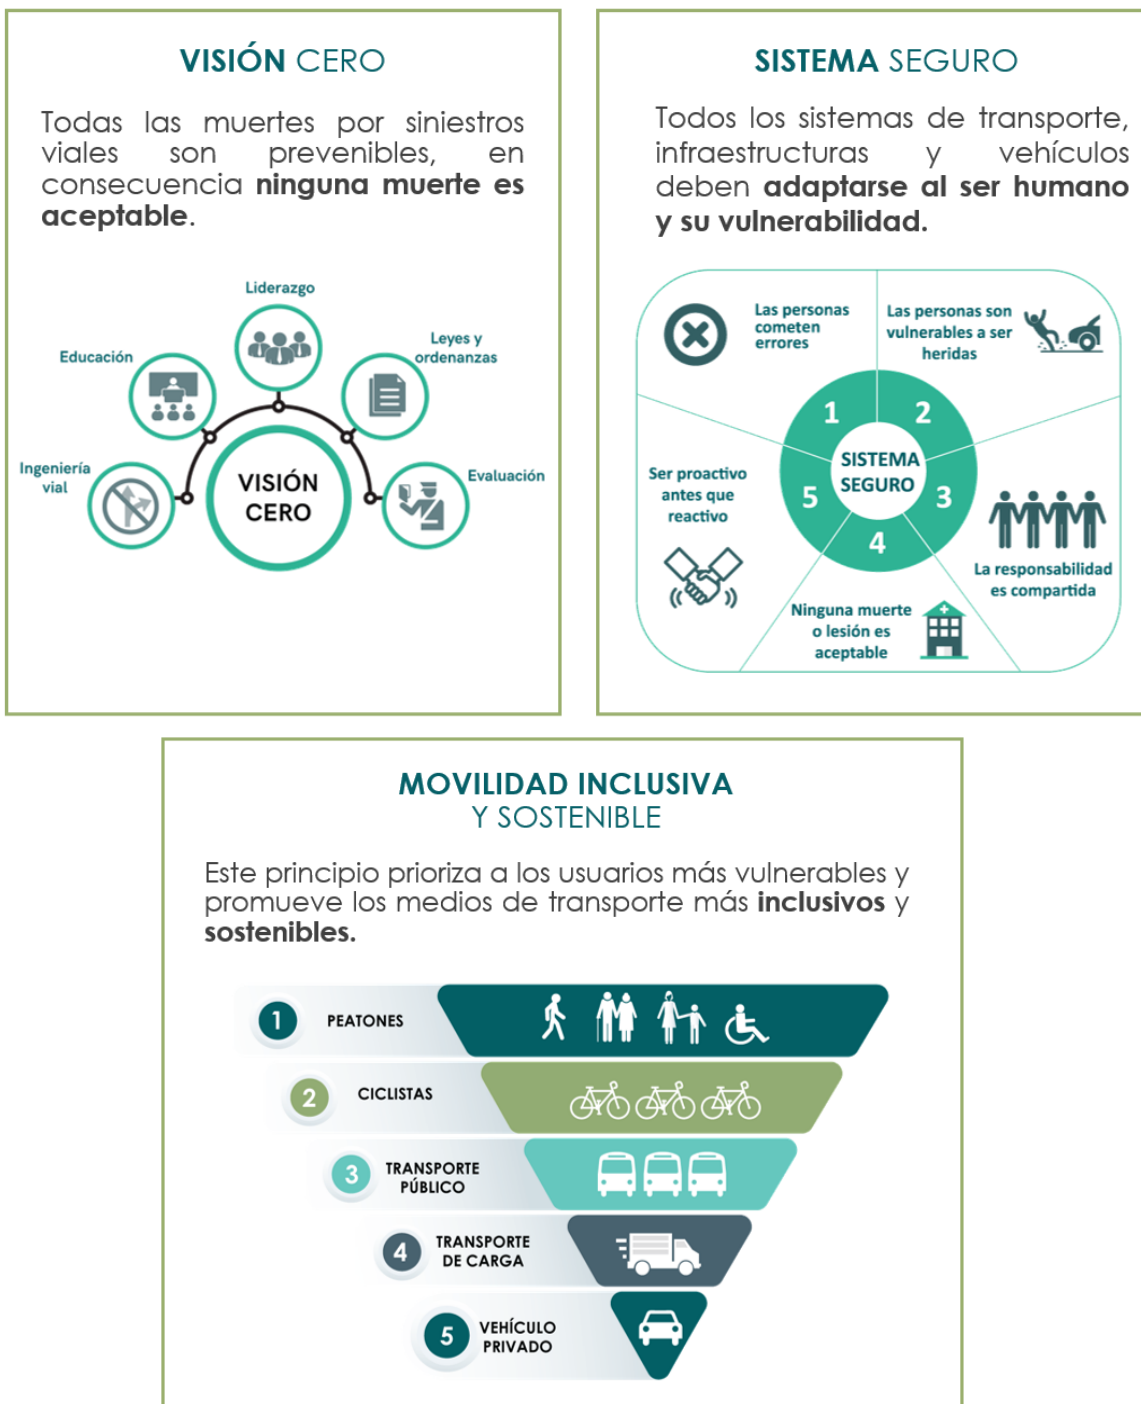 VISIÓN CERO
Todas las muertes por siniestros
viales son prevenibles, en
consecuencia ninguna muerte es
aceptable.
Liderazgo
Educación
Leyes y
ordenanzas
Ingeniería
vial
Evaluación
VISIÓN
CERO
SISTEMA SEGURO
Todos los sistemas de transporte,
infraestructuras y vehículos
deben adaptarse al ser humano
y su vulnerabilidad.
Las personas
cometen
errores
Las personas son
vulnerables a ser
heridas
1
2
SISTEMA
SEGURO
5
3
4
Ser proactivo
antes que
reactivo
La responsabilidad
es compartida
Ninguna muerte
o lesión es
aceptable
MOVILIDAD INCLUSIVA
Y SOSTENIBLE
Este principio prioriza a los usuarios más vulnerables y
promueve los medios de transporte más inclusivos y
sostenibles.
1 PEATONES
2 CICLISTAS
3 TRANSPORTE
PÚBLICO
4 TRANSPORTE
DE CARGA
5 VEHÍCULO
PRIVADO